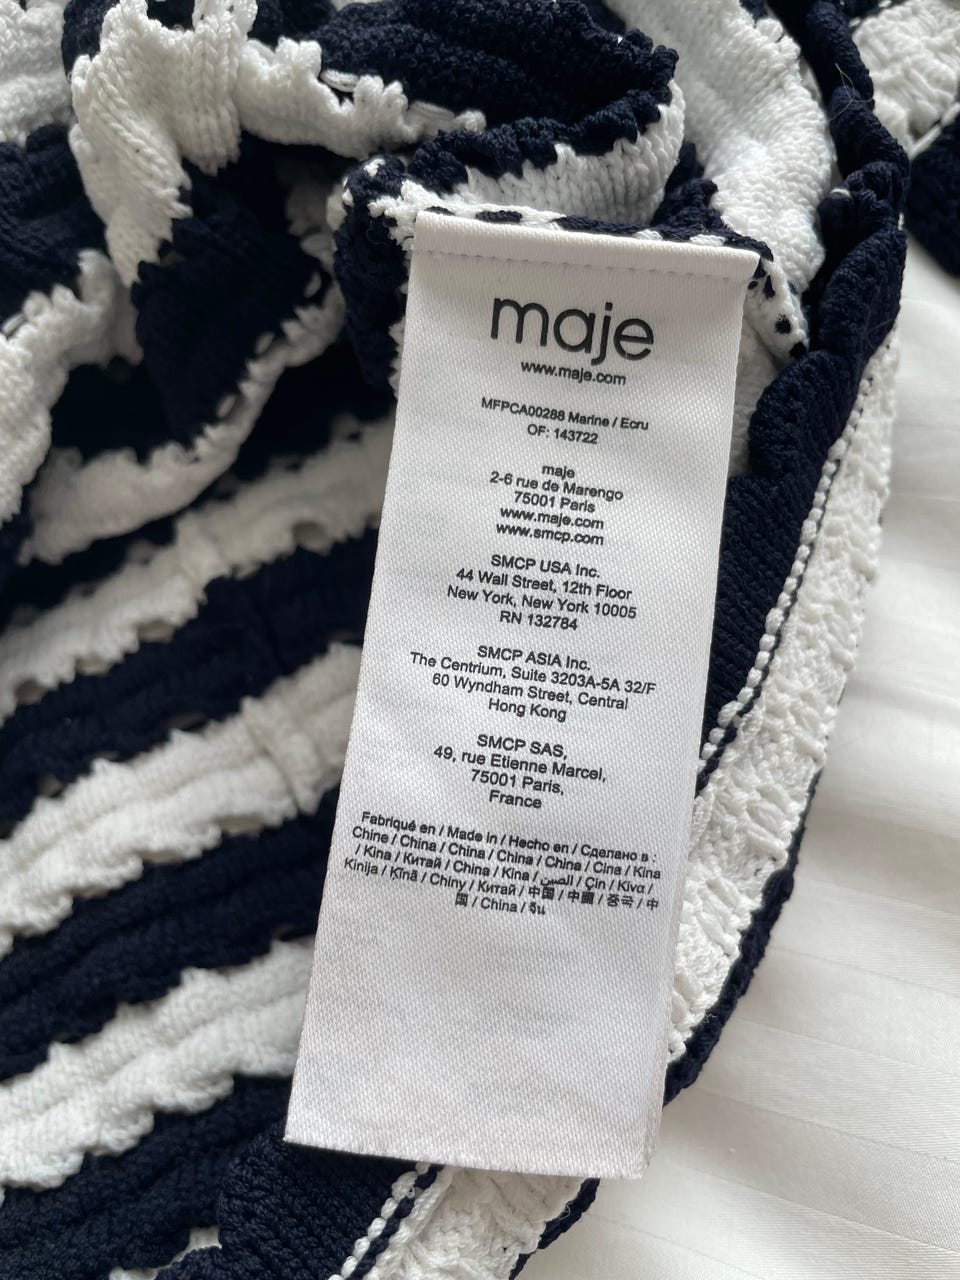 maje
www.maje.com
MFPCA00288 Marine / Ecru
OF: 143722
maje
2-6 rue de Marengo
75001 Paris
www.maje.com
www.smcp.com
SMCP USA Inc.
44 Wall Street, 12th Floor
New York, New York 10005
RN 132784
SMCP ASIA Inc.
The Centrium, Suite 3203A-5A 32/F
60 Wyndham Street, Central
Hong Kong
SMCP SAS,
49, rue Etienne Marcel,
75001 Paris,
France
Fabriqué en / Made in / Hecho en / Сделано в :
Chine / China / China / China / China / Cina / Kina
/ Kina / Китай / China / Kina / الصين / Çin / Κίνα /
Kinija / Ķīnā / Chiny / Китай / 中国 / 中國 / 중국 / 中
国 / China / จีน